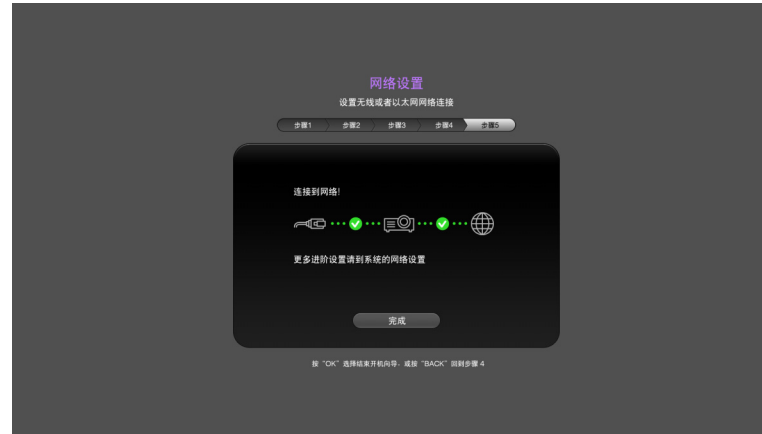 网络设置
设置无线或者以太网网络连接
步骤1 步骤2 步骤3 步骤4 步骤5
连接到网络!
更多进阶设置请到系统的网络设置
完成
按 "OK" 选择结束开机向导, 或按 "BACK" 回到步骤 4